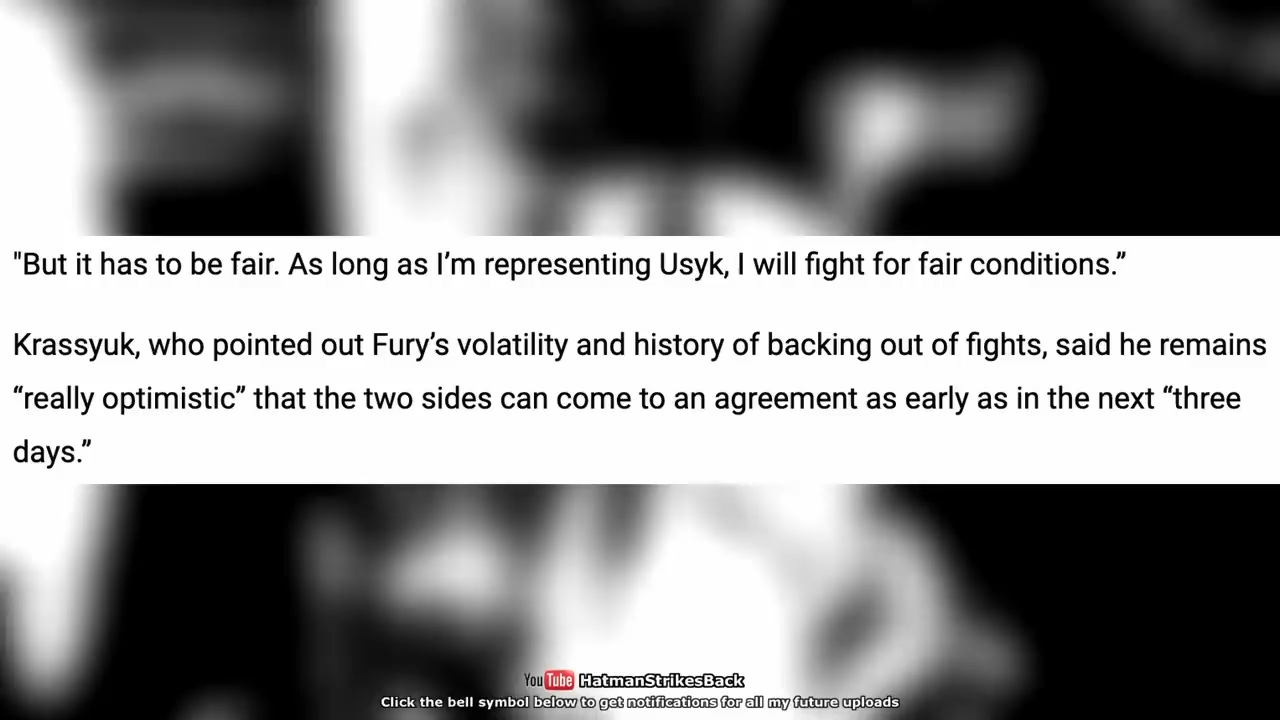 "But it has to be fair. As long as I’m representing Usyk, I will fight for fair conditions.”
Krassyuk, who pointed out Fury’s volatility and history of backing out of fights, said he remains
“really optimistic” that the two sides can come to an agreement as early as in the next “three
days.”
YouTube HatmanStrikesBack
Click the bell symbol below to get notifications for all my future uploads